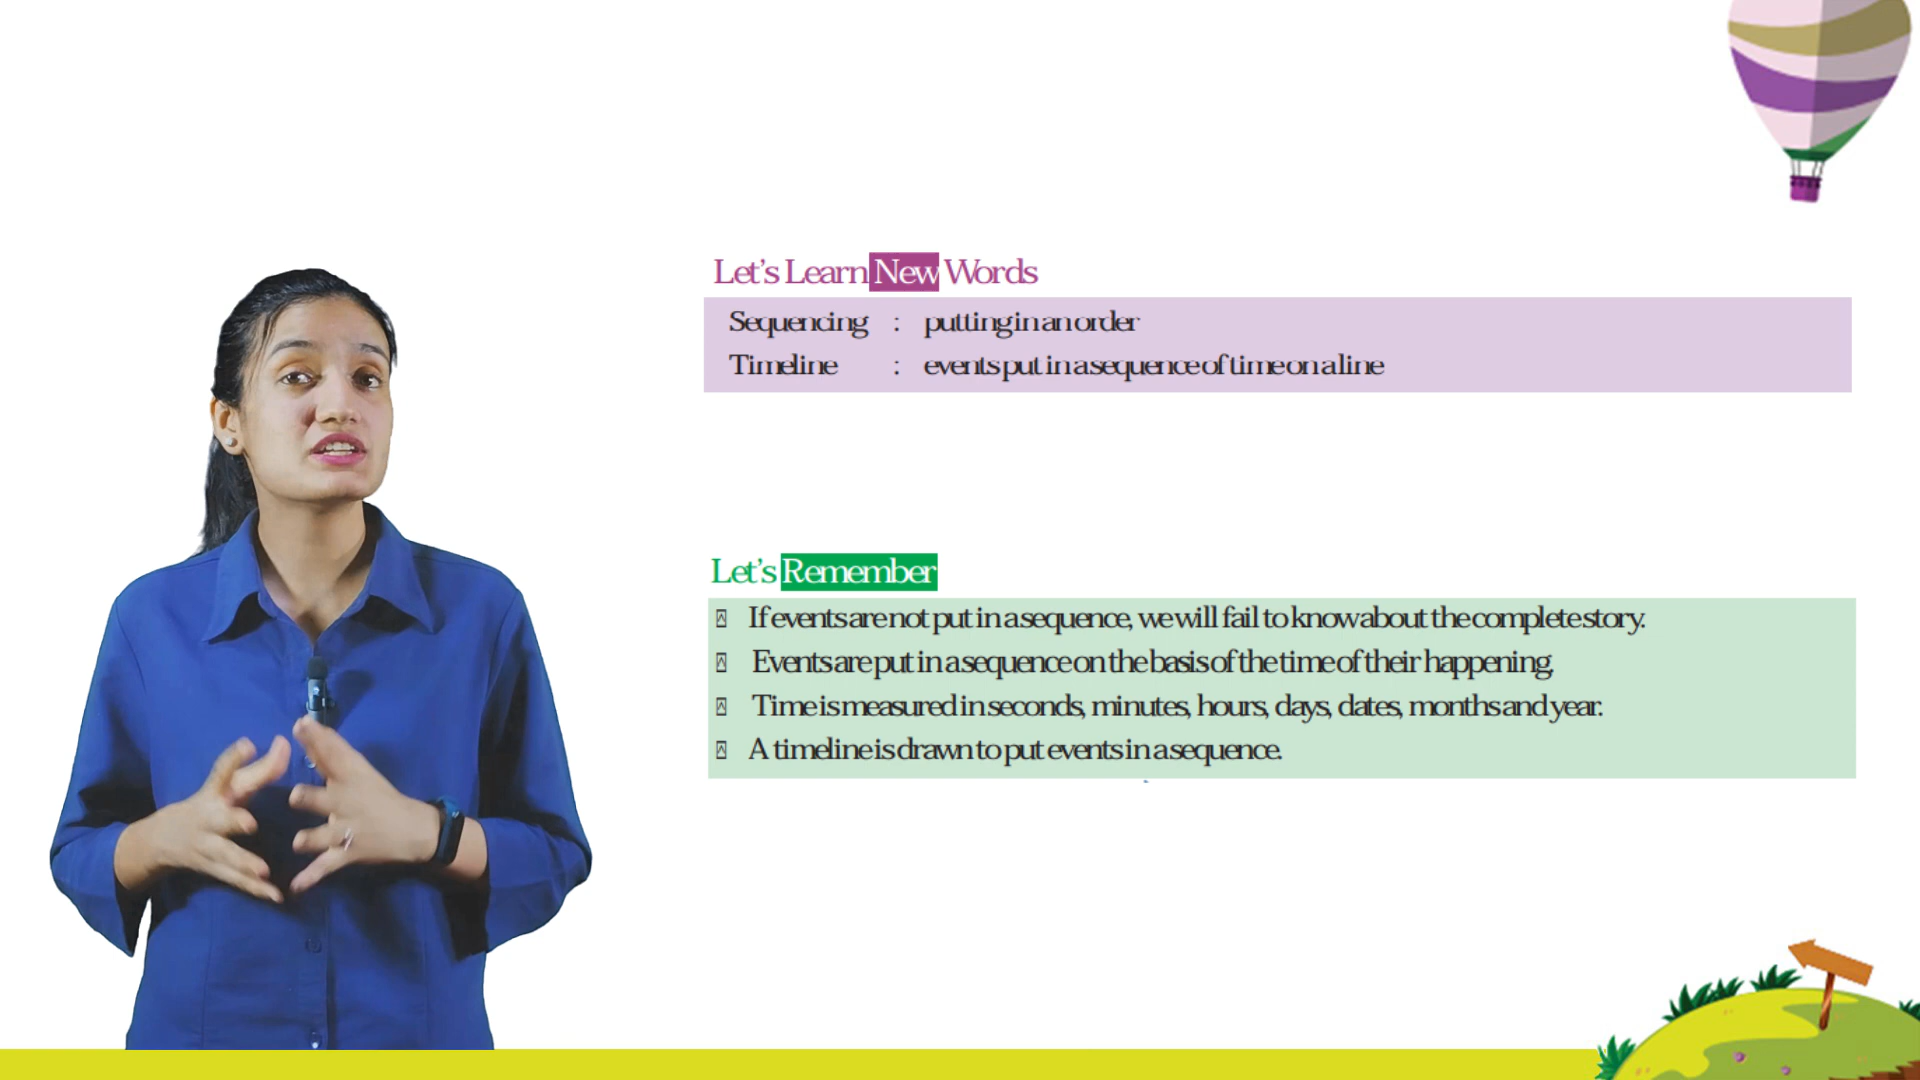 Let's Learn New Words
Sequencing : putting in an order
Timeline : events put in a sequence of time on a line
Let's Remember
If events are not put in a sequence, we will fail to know about the complete story.
Events are put in a sequence on the basis of the time of their happening.
Time is measured in seconds, minutes, hours, days, dates, months and year.
A timeline is drawn to put events in a sequence.